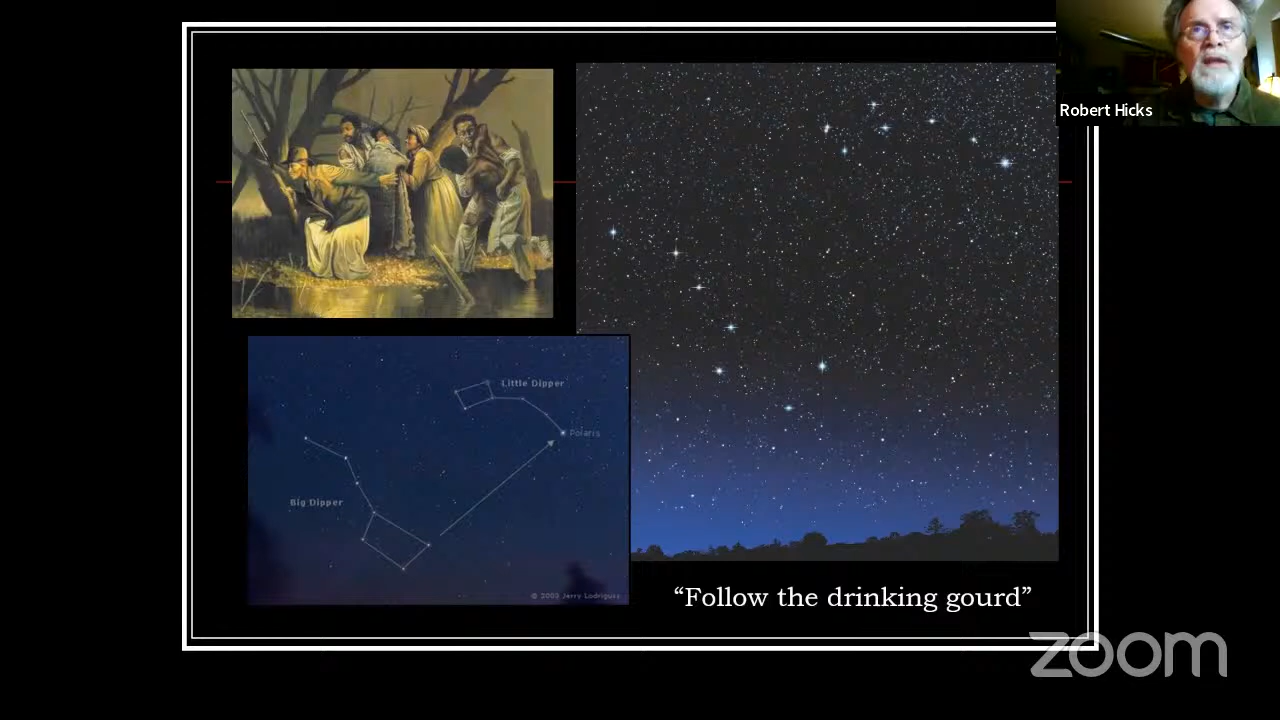 Robert Hicks
Little Dipper
Polaris
Big Dipper
© 2003 Jerry Lodriguss
“Follow the drinking gourd”
zoom